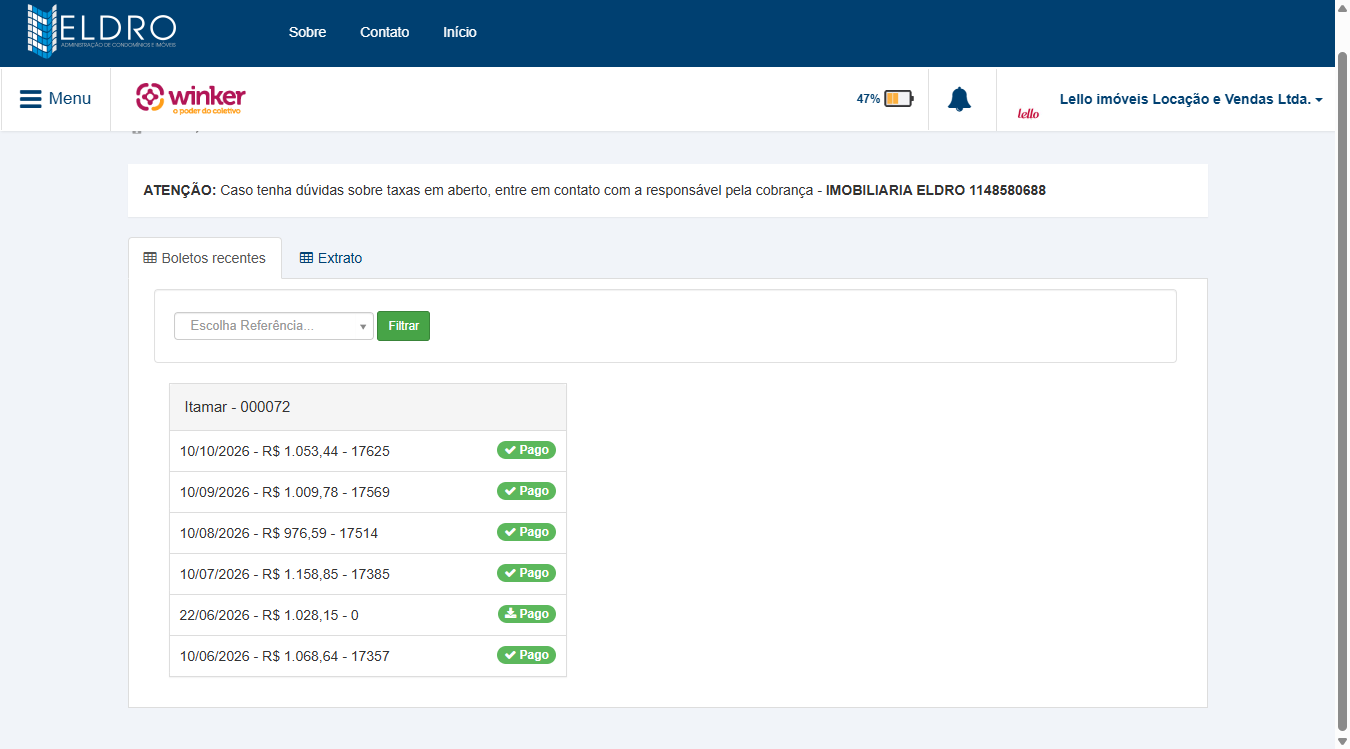 ELDRO
ADMINISTRAÇÃO DE CONDOMÍNIOS E IMÓVEIS
Sobre Contato Início
Menu
winker
o poder do coletivo
47%
lello
Lello imóveis Locação e Vendas Ltda.
ATENÇÃO: Caso tenha dúvidas sobre taxas em aberto, entre em contato com a responsável pela cobrança - IMOBILIARIA ELDRO 1148580688
Boletos recentes Extrato
Escolha Referência... Filtrar
Itamar - 000072
10/10/2026 - R$ 1.053,44 - 17625 Pago
10/09/2026 - R$ 1.009,78 - 17569 Pago
10/08/2026 - R$ 976,59 - 17514 Pago
10/07/2026 - R$ 1.158,85 - 17385 Pago
22/06/2026 - R$ 1.028,15 - 0 Pago
10/06/2026 - R$ 1.068,64 - 17357 Pago